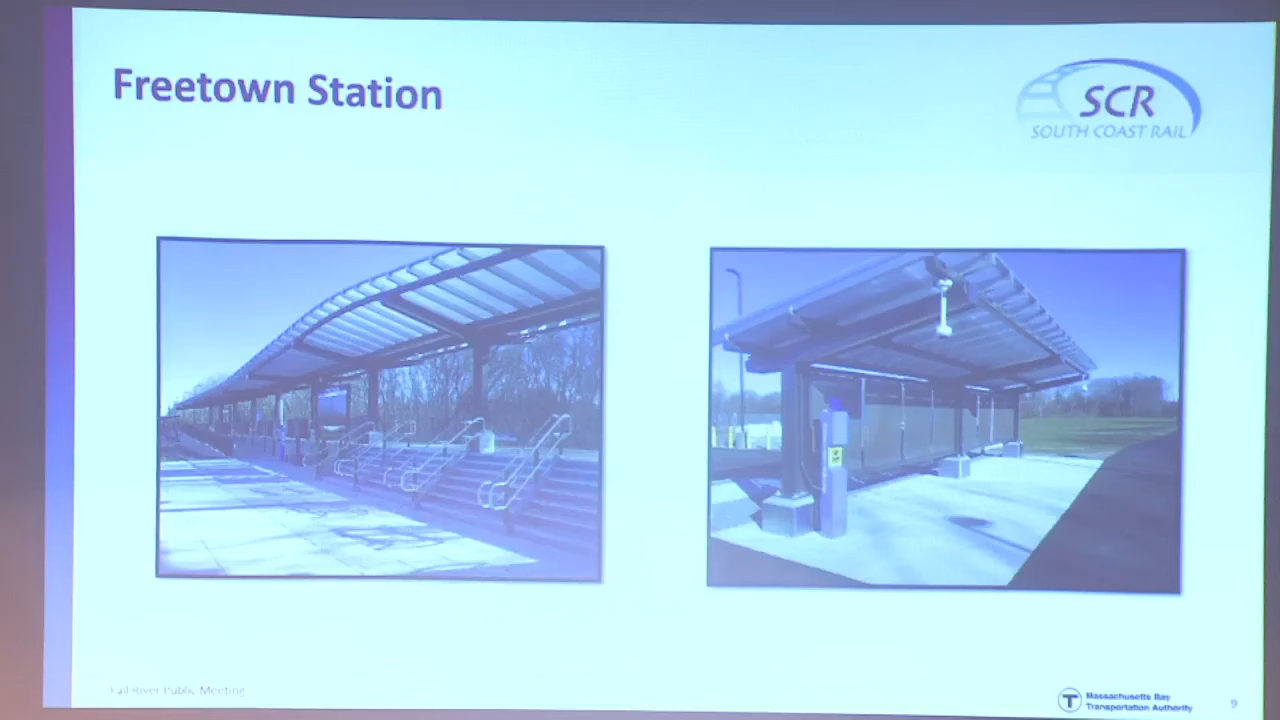 Freetown Station
SCR
SOUTH COAST RAIL
Fall River Public Meeting
T
Massachusetts Bay
Transportation Authority
9